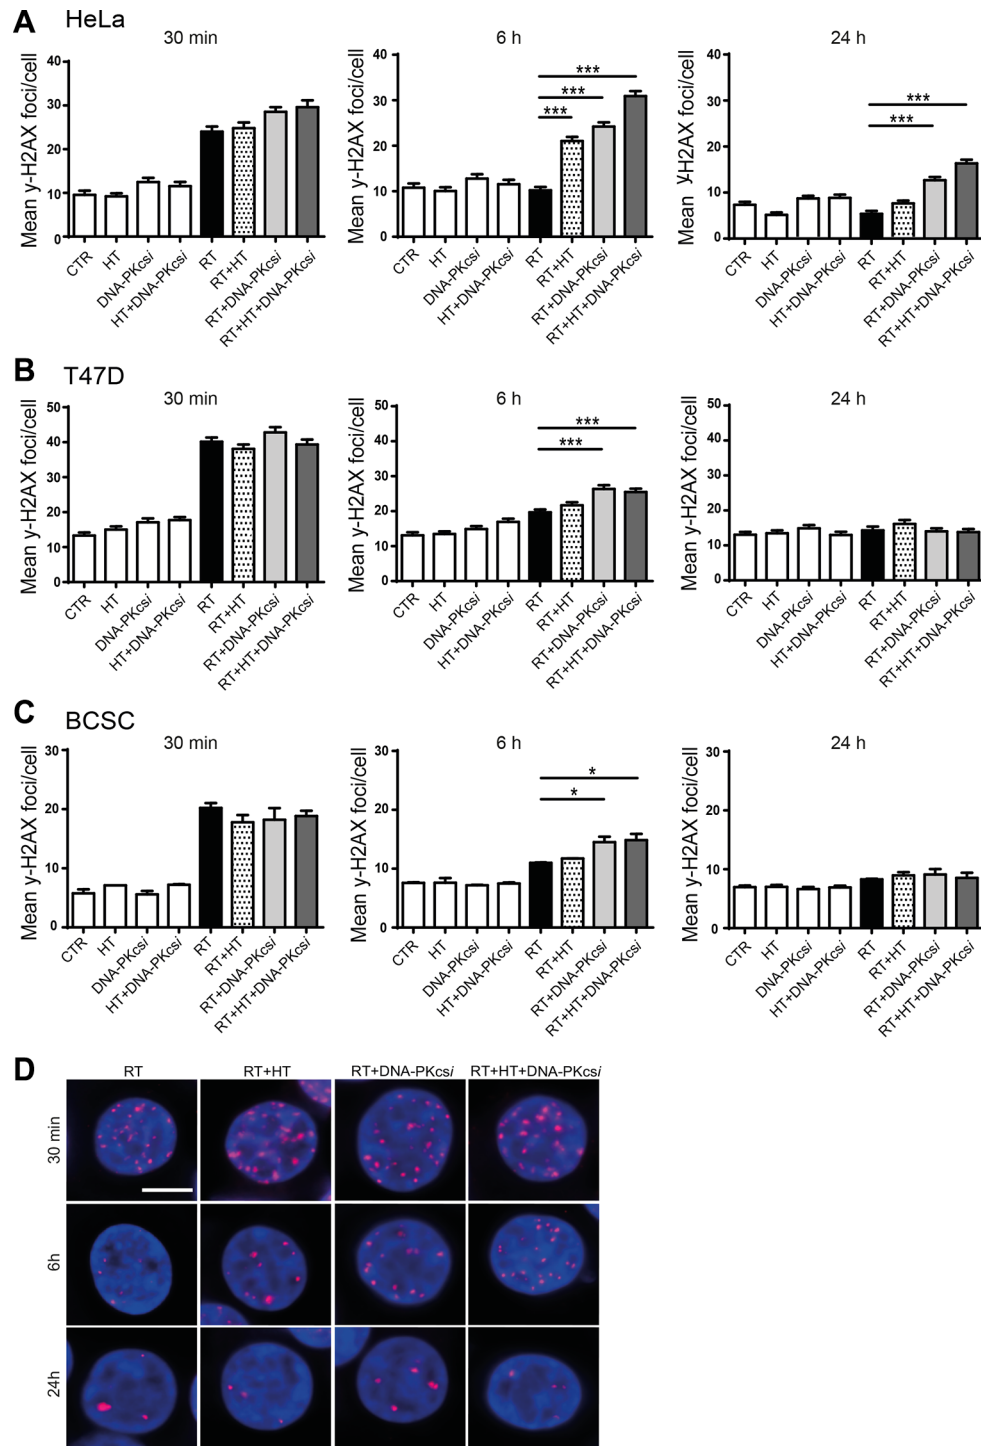 A HeLa
30 min 6 h 24 h
Mean y-H2AX foci/cell
40
30
20
10
0
CTR
HT
DNA-PKcsi
HT+DNA-PKcsi
RT
RT+HT
RT+DNA-PKcsi
RT+HT+DNA-PKcsi
Mean y-H2AX foci/cell
40
30
20
10
0
***
***
***
CTR
HT
DNA-PKcsi
HT+DNA-PKcsi
RT
RT+HT
RT+DNA-PKcsi
RT+HT+DNA-PKcsi
Mean γH2AX foci/cell
40
30
20
10
0
***
***
CTR
HT
DNA-PKcsi
HT+DNA-PKcsi
RT
RT+HT
RT+DNA-PKcsi
RT+HT+DNA-PKcsi
B T47D
30 min 6 h 24 h
Mean y-H2AX foci/cell
50
40
30
20
10
0
CTR
HT
DNA-PKcsi
HT+DNA-PKcsi
RT
RT+HT
RT+DNA-PKcsi
RT+HT+DNA-PKcsi
Mean y-H2AX foci/cell
50
40
30
20
10
0
***
***
CTR
HT
DNA-PKcsi
HT+DNA-PKcsi
RT
RT+HT
RT+DNA-PKcsi
RT+HT+DNA-PKcsi
Mean y-H2AX foci/cell
50
40
30
20
10
0
CTR
HT
DNA-PKcsi
HT+DNA-PKcsi
RT
RT+HT
RT+DNA-PKcsi
RT+HT+DNA-PKcsi
C BCSC
30 min 6 h 24 h
Mean y-H2AX foci/cell
30
20
10
0
CTR
HT
DNA-PKcsi
HT+DNA-PKcsi
RT
RT+HT
RT+DNA-PKcsi
RT+HT+DNA-PKcsi
Mean y-H2AX foci/cell
30
20
10
0
*
*
CTR
HT
DNA-PKcsi
HT+DNA-PKcsi
RT
RT+HT
RT+DNA-PKcsi
RT+HT+DNA-PKcsi
Mean y-H2AX foci/cell
30
20
10
0
CTR
HT
DNA-PKcsi
HT+DNA-PKcsi
RT
RT+HT
RT+DNA-PKcsi
RT+HT+DNA-PKcsi
D
RT RT+HT RT+DNA-PKcsi RT+HT+DNA-PKcsi
30 min
6h
24h